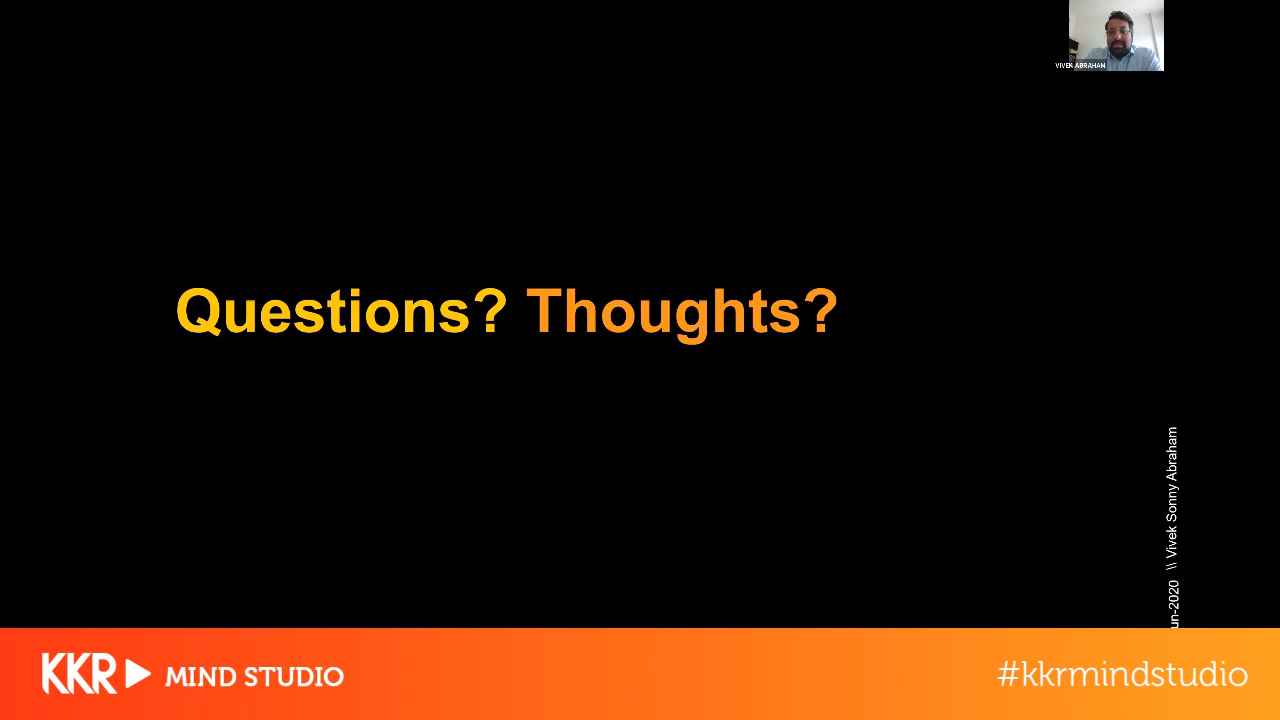 VIVEK ABRAHAM
Questions? Thoughts?
un-2020 \\ Vivek Sonny Abraham
KKR MIND STUDIO
#kkrmindstudio